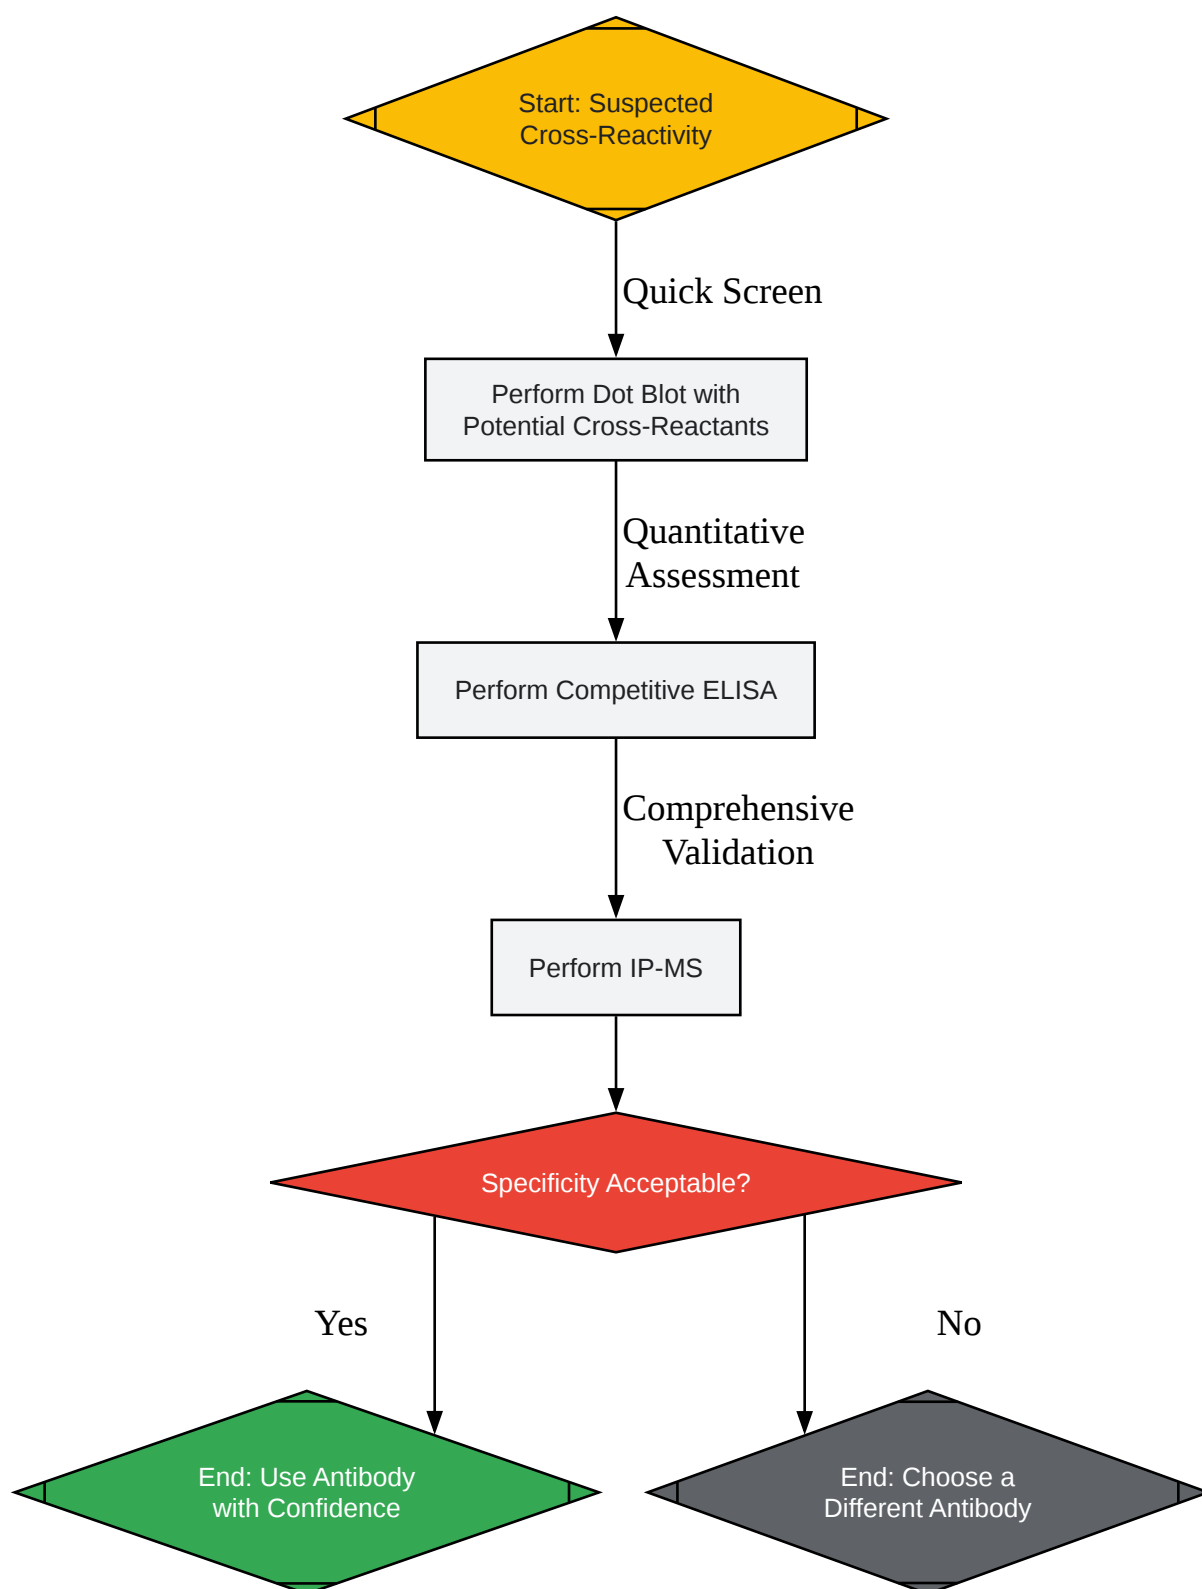 Start: Suspected
Cross-Reactivity
Quick Screen
Perform Dot Blot with
Potential Cross-Reactants
Quantitative
Assessment
Perform Competitive ELISA
Comprehensive
Validation
Perform IP-MS
Specificity Acceptable?
Yes
No
End: Use Antibody
with Confidence
End: Choose a
Different Antibody